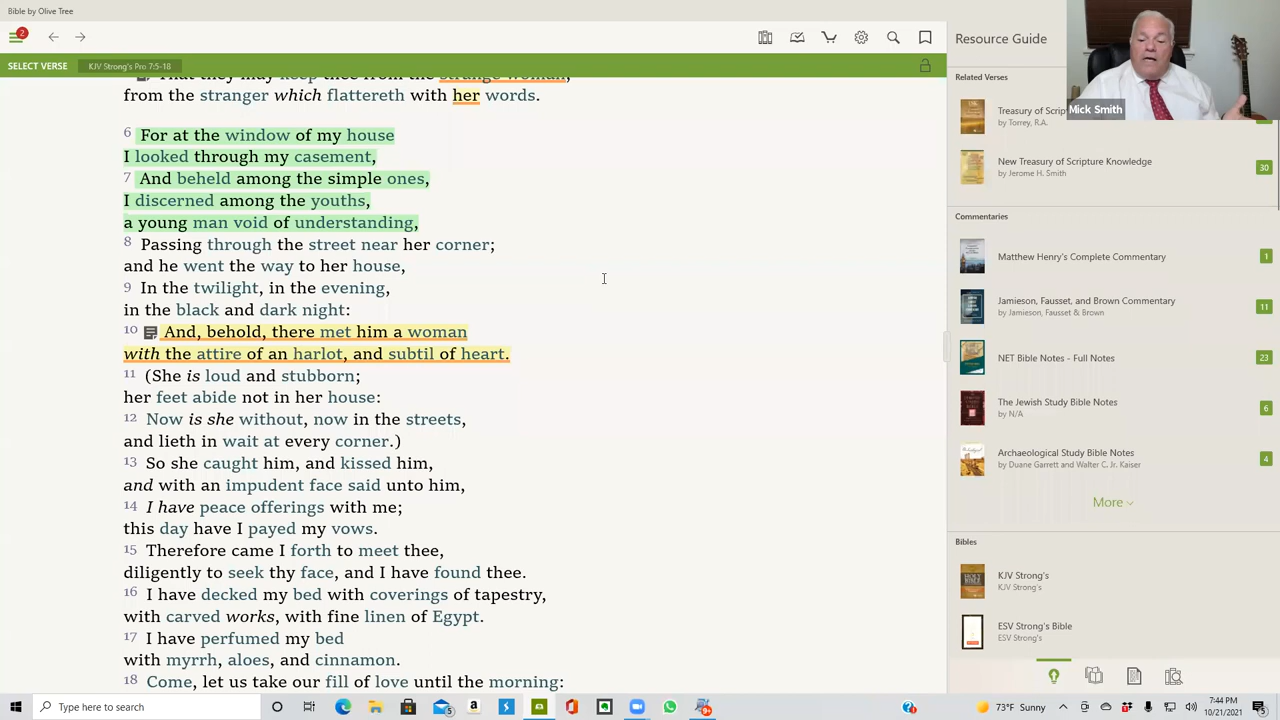 Bible by Olive Tree
2
SELECT VERSE
KJV Strong's Pro 7:5-18
That they may keep thee from the strange woman,
from the stranger which flattereth with her words.
6 For at the window of my house
I looked through my casement,
7 And beheld among the simple ones,
I discerned among the youths,
a young man void of understanding,
8 Passing through the street near her corner;
and he went the way to her house,
9 In the twilight, in the evening,
in the black and dark night:
10 And, behold, there met him a woman
with the attire of an harlot, and subtil of heart.
11 (She is loud and stubborn;
her feet abide not in her house:
12 Now is she without, now in the streets,
and lieth in wait at every corner.)
13 So she caught him, and kissed him,
and with an impudent face said unto him,
14 I have peace offerings with me;
this day have I payed my vows.
15 Therefore came I forth to meet thee,
diligently to seek thy face, and I have found thee.
16 I have decked my bed with coverings of tapestry,
with carved works, with fine linen of Egypt.
17 I have perfumed my bed
with myrrh, aloes, and cinnamon.
18 Come, let us take our fill of love until the morning:
Resource Guide
Mick Smith
Related Verses
Treasury of Scrip
by Torrey, R.A.
New Treasury of Scripture Knowledge
by Jerome H. Smith
30
Commentaries
Matthew Henry's Complete Commentary
1
Jamieson, Fausset, and Brown Commentary
by Jamieson, Fausset & Brown
11
NET Bible Notes - Full Notes
23
The Jewish Study Bible Notes
by N/A
6
Archaeological Study Bible Notes
by Duane Garrett and Walter C. Jr. Kaiser
4
More
Bibles
KJV Strong's
KJV Strong's
ESV Strong's Bible
ESV Strong's
Type here to search
73°F Sunny
7:44 PM
10/21/2021